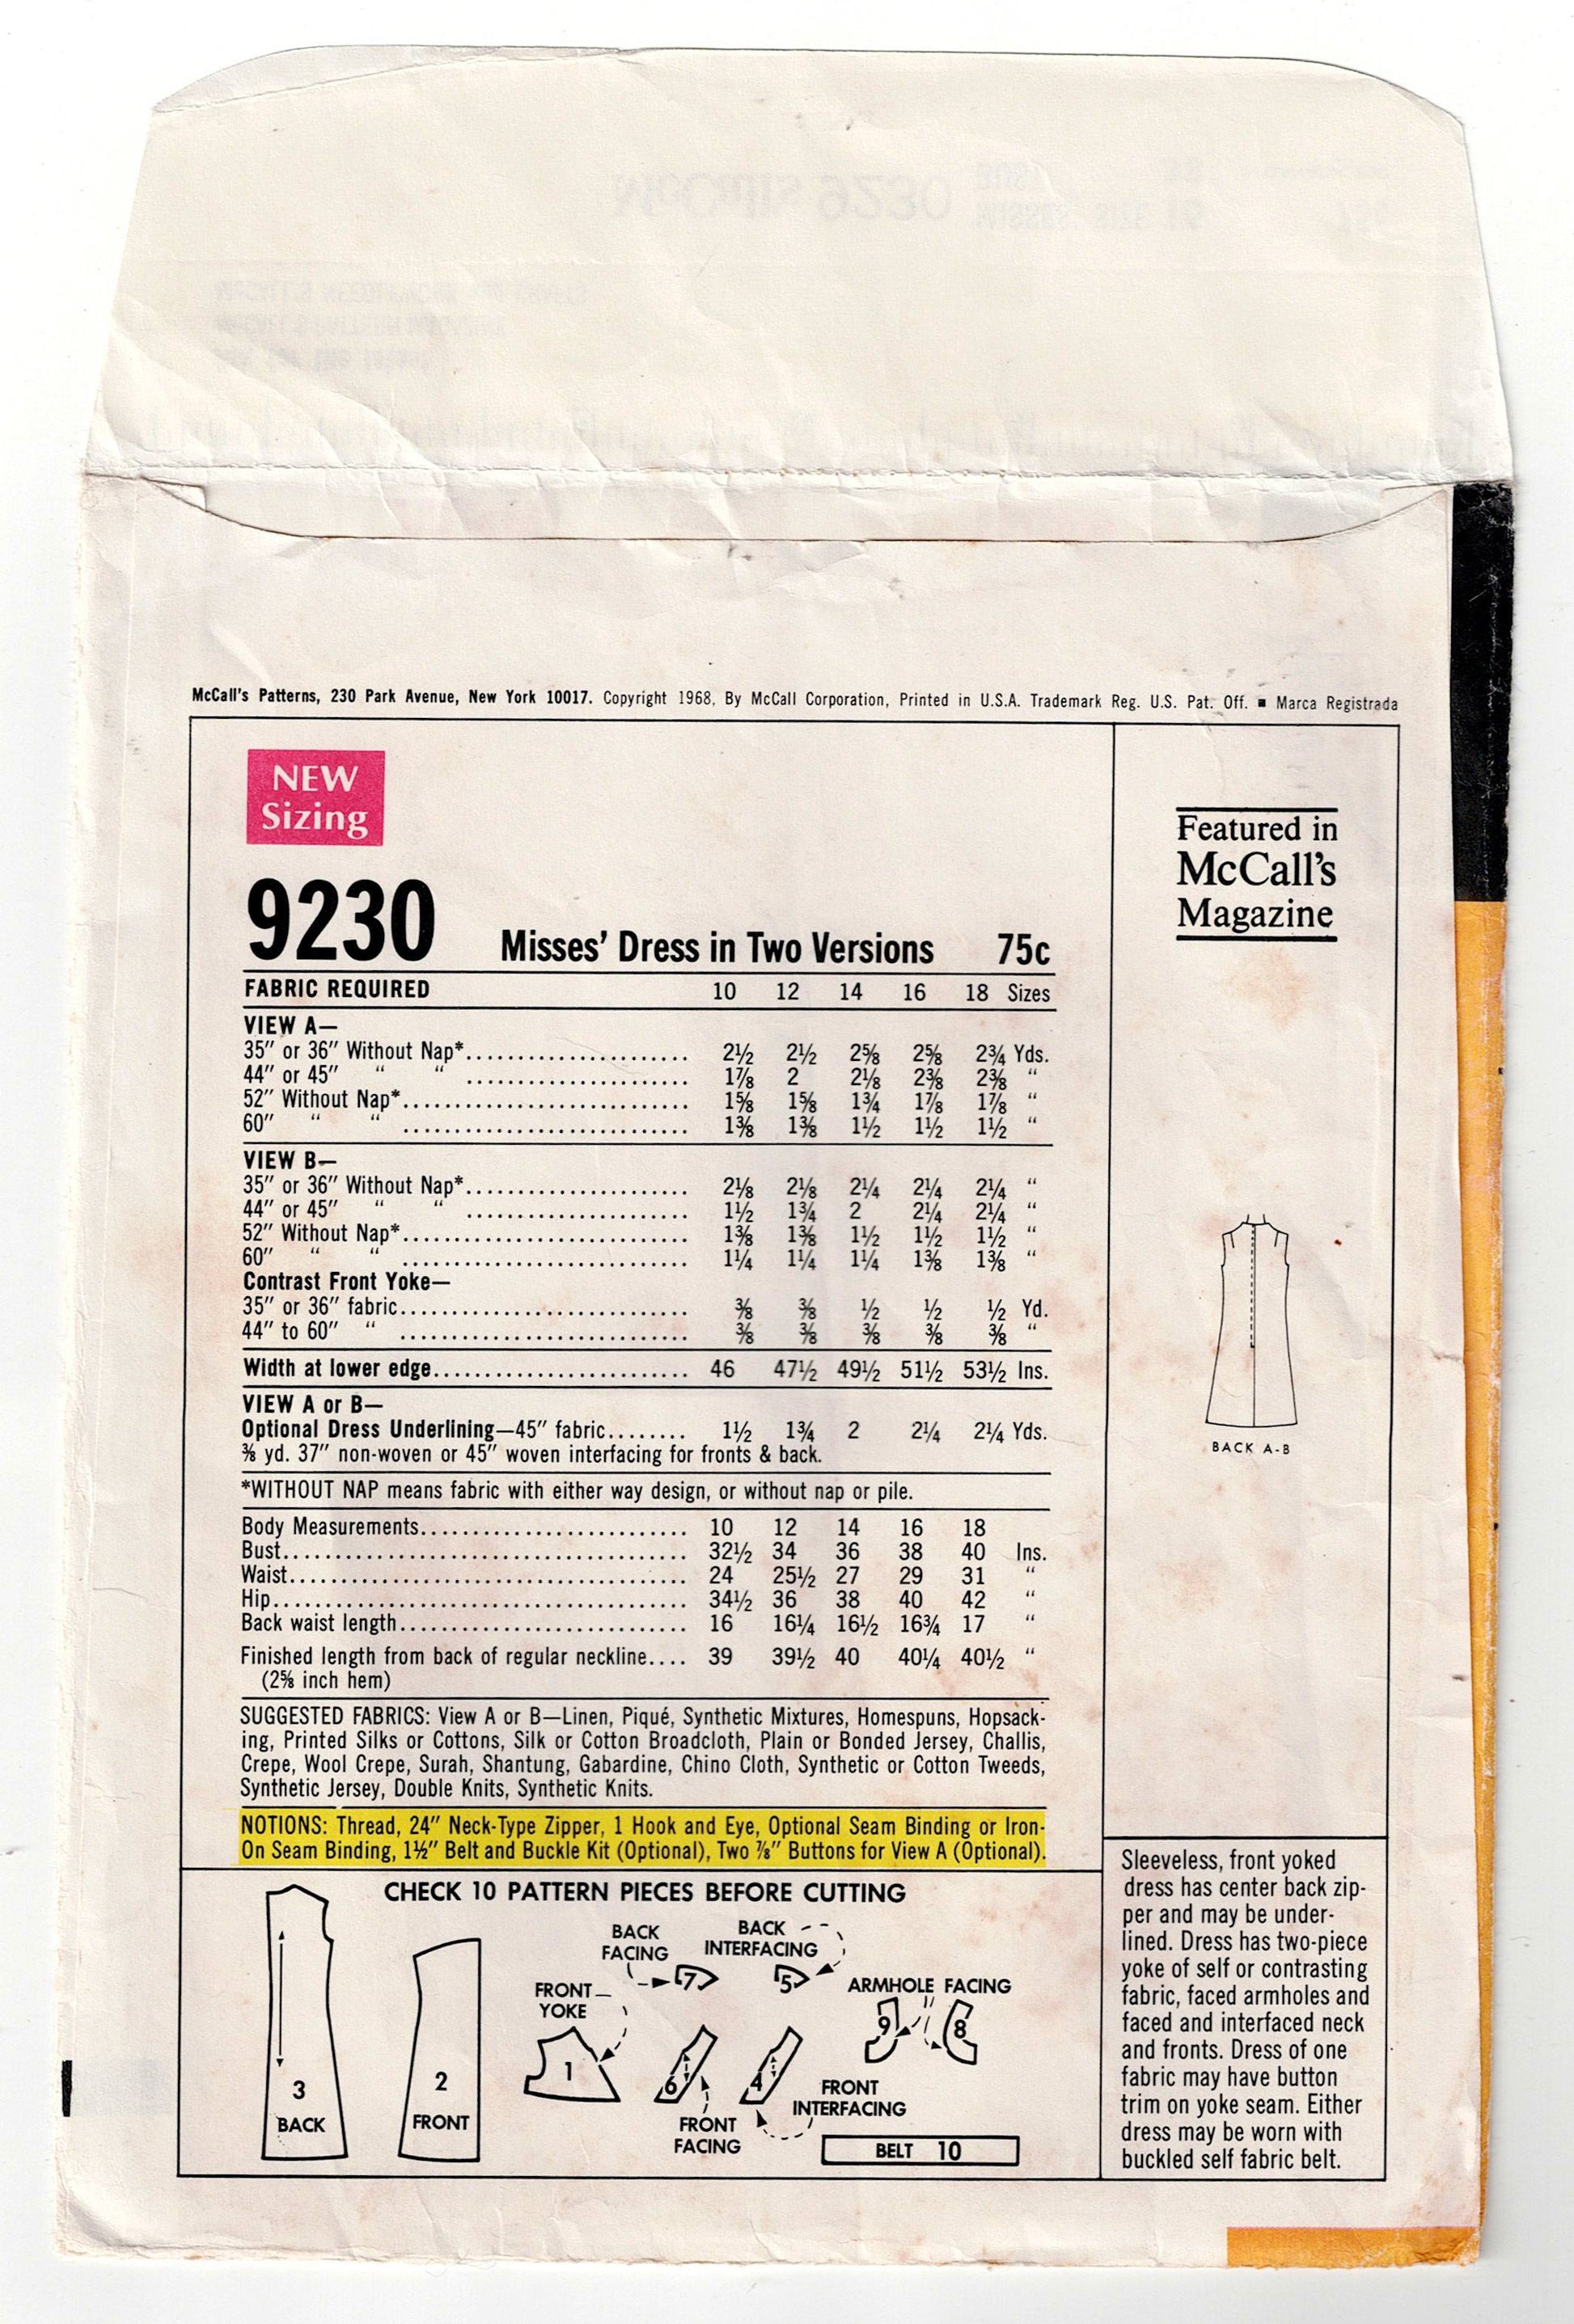 McCall's Patterns, 230 Park Avenue, New York 10017. Copyright 1968, By McCall Corporation, Printed in U.S.A. Trademark Reg. U.S. Pat. Off. ■ Marca Registrada
NEW
Sizing
9230 Misses' Dress in Two Versions 75c
FABRIC REQUIRED 10 12 14 16 18 Sizes
VIEW A—
35" or 36" Without Nap*........................ 2½ 2½ 2⅝ 2⅝ 2¾ Yds.
44" or 45" “ “ ........................ 1⅞ 2 2⅛ 2⅜ 2⅜ “
52" Without Nap*.............................. 1⅝ 1⅝ 1¾ 1⅞ 1⅞ “
60" “ “ .............................. 1⅜ 1⅜ 1½ 1½ 1½ “
VIEW B—
35" or 36" Without Nap*........................ 2⅛ 2⅛ 2¼ 2¼ 2¼ “
44" or 45" “ “ ........................ 1½ 1¾ 2 2¼ 2¼ “
52" Without Nap*.............................. 1⅜ 1⅜ 1½ 1½ 1½ “
60" “ “ .............................. 1¼ 1¼ 1¼ 1⅜ 1⅜ “
Contrast Front Yoke—
35" or 36" fabric.............................. ⅜ ⅜ ½ ½ ½ Yd.
44" to 60" “ .............................. ⅜ ⅜ ⅜ ⅜ ⅜ “
Width at lower edge........................... 46 47½ 49½ 51½ 53½ Ins.
VIEW A or B—
Optional Dress Underlining—45" fabric........ 1½ 1¾ 2 2¼ 2¼ Yds.
⅜ yd. 37" non-woven or 45" woven interfacing for fronts & back.
*WITHOUT NAP means fabric with either way design, or without nap or pile.
Body Measurements............................ 10 12 14 16 18
Bust.......................................... 32½ 34 36 38 40 Ins.
Waist......................................... 24 25½ 27 29 31 “
Hip........................................... 34½ 36 38 40 42 “
Back waist length.............................. 16 16¼ 16½ 16¾ 17 “
Finished length from back of regular neckline.... 39 39½ 40 40¼ 40½ “
(2⅝ inch hem)
SUGGESTED FABRICS: View A or B—Linen, Piqué, Synthetic Mixtures, Homespuns, Hopsack-
ing, Printed Silks or Cottons, Silk or Cotton Broadcloth, Plain or Bonded Jersey, Challis,
Crepe, Wool Crepe, Surah, Shantung, Gabardine, Chino Cloth, Synthetic or Cotton Tweeds,
Synthetic Jersey, Double Knits, Synthetic Knits.
NOTIONS: Thread, 24" Neck-Type Zipper, 1 Hook and Eye, Optional Seam Binding or Iron-
On Seam Binding, 1½" Belt and Buckle Kit (Optional), Two ⅞" Buttons for View A (Optional).
CHECK 10 PATTERN PIECES BEFORE CUTTING
3
BACK
2
FRONT
FRONT
YOKE
1
BACK
FACING
7
BACK
INTERFACING
5
ARMHOLE FACING
9
8
6
FRONT
FACING
4
FRONT
INTERFACING
BELT 10
Featured in
McCall's
Magazine
BACK A-B
Sleeveless, front yoked
dress has center back zip-
per and may be under-
lined. Dress has two-piece
yoke of self or contrasting
fabric, faced armholes and
faced and interfaced neck
and fronts. Dress of one
fabric may have button
trim on yoke seam. Either
dress may be worn with
buckled self fabric belt.